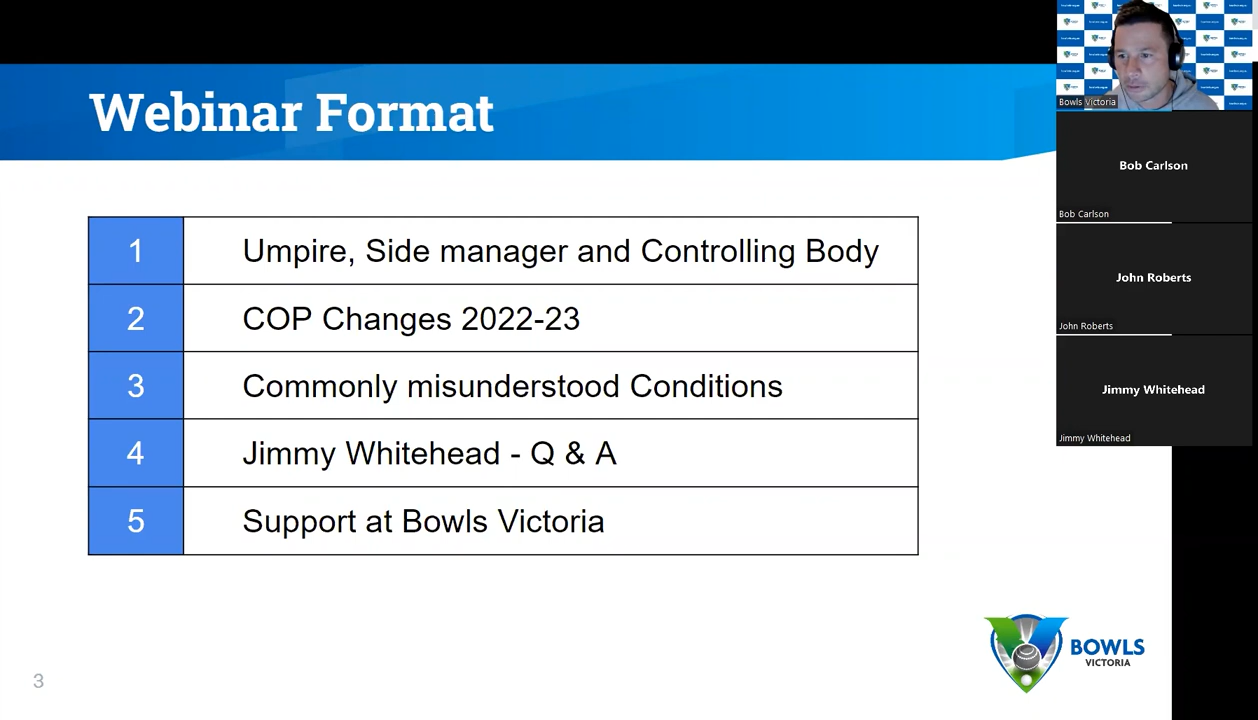 Webinar Format
1
Umpire, Side manager and Controlling Body
2
COP Changes 2022-23
3
Commonly misunderstood Conditions
4
Jimmy Whitehead - Q & A
5
Support at Bowls Victoria
3
BOWLS
VICTORIA
Bowls Victoria
Bob Carlson
Bob Carlson
John Roberts
John Roberts
Jimmy Whitehead
Jimmy Whitehead